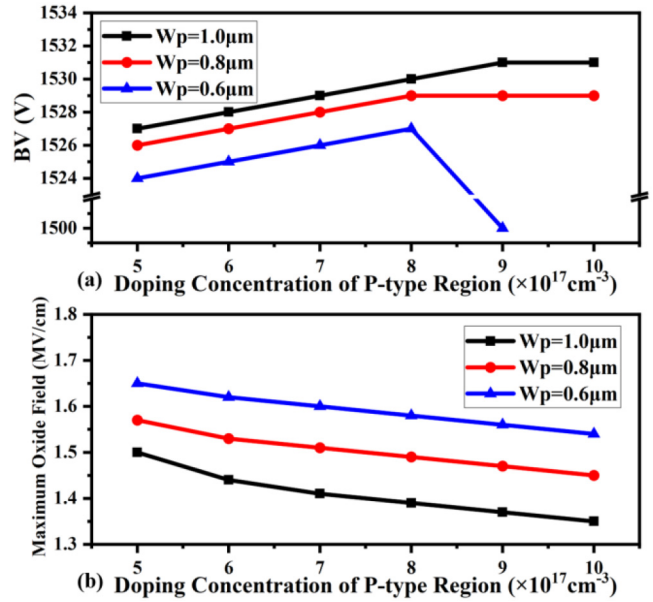 1534
1532
1530
1528
1526
1524
1500
BV (V)
Wp=1.0μm
Wp=0.8μm
Wp=0.6μm
5 6 7 8 9 10
(a) Doping Concentration of P-type Region (×10¹⁷cm⁻³)
1.8
1.7
1.6
1.5
1.4
1.3
Maximum Oxide Field (MV/cm)
Wp=1.0μm
Wp=0.8μm
Wp=0.6μm
5 6 7 8 9 10
(b) Doping Concentration of P-type Region (×10¹⁷cm⁻³)